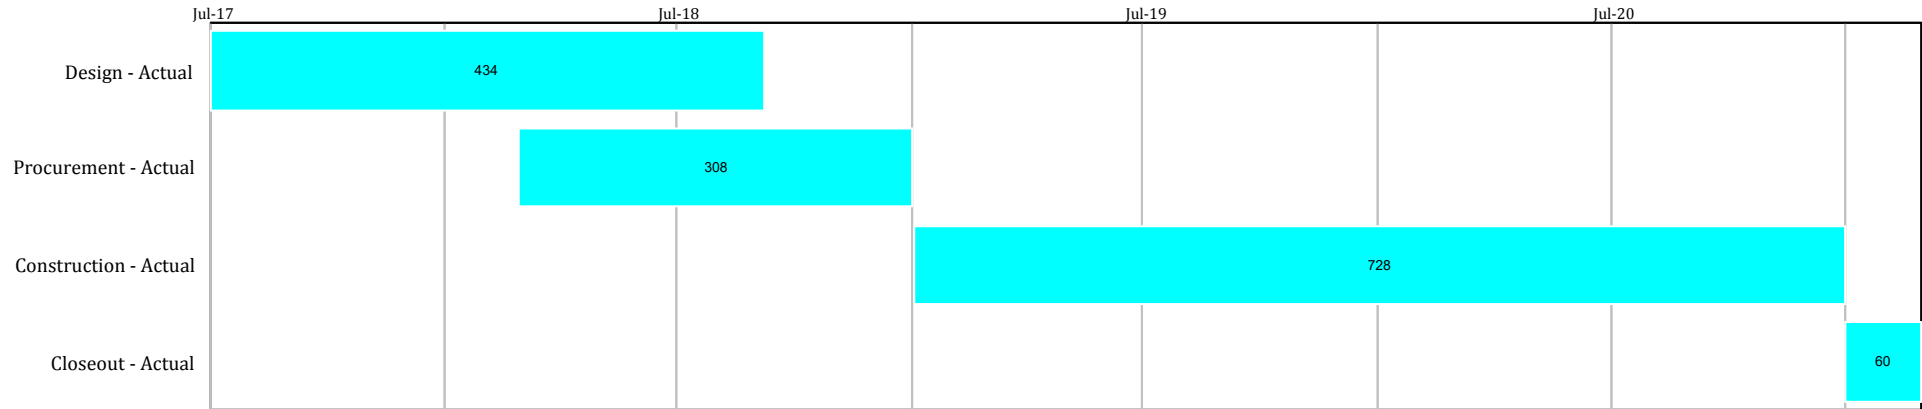 Jul-17 Jul-18 Jul-19 Jul-20
Design - Actual 434
Procurement - Actual 308
Construction - Actual 728
Closeout - Actual 60